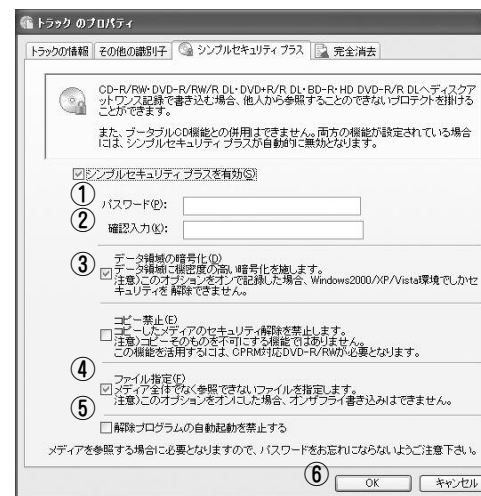 トラック のプロパティ
トラックの情報 その他の識別子 シンプルセキュリティ プラス 完全消去
CD-R/RW・DVD-R/RW/R DL・DVD+R/R DL・BD-R・HD DVD-R/R DLへディスクア
ットワンス記録で書き込む場合、他人から参照することのできないプロテクトを掛ける
ことができます。
また、ブータブルCD機能との併用はできません。両方の機能が設定されている場合
には、シンプルセキュリティ プラスが自動的に無効となります。
シンプルセキュリティ プラスを有効(S)
①
パスワード(P):
②
確認入力(K):
③
データ領域の暗号化(D)
データ領域に機密度の高い暗号化を施します。
注意)このオプションをオンで記録した場合、Windows2000/XP/Vista環境でしかセ
キュリティを 解除できません。
コピー禁止(E)
コピーしたメディアのセキュリティ解除を禁止します。
注意)コピーそのものを不可にする機能ではありません。
この機能を活用するには、CPRM対応DVD-R/RWが必要となります。
④
ファイル指定(F)
メディア全体でなく参照できないファイルを指定します。
注意)このオプションをオンにした場合、オンザフライ書き込みはできません。
⑤
解除プログラムの自動起動を禁止する
メディアを参照する場合に必要となりますので、パスワードをお忘れにならないようご注意下さい。
⑥
OK キャンセル